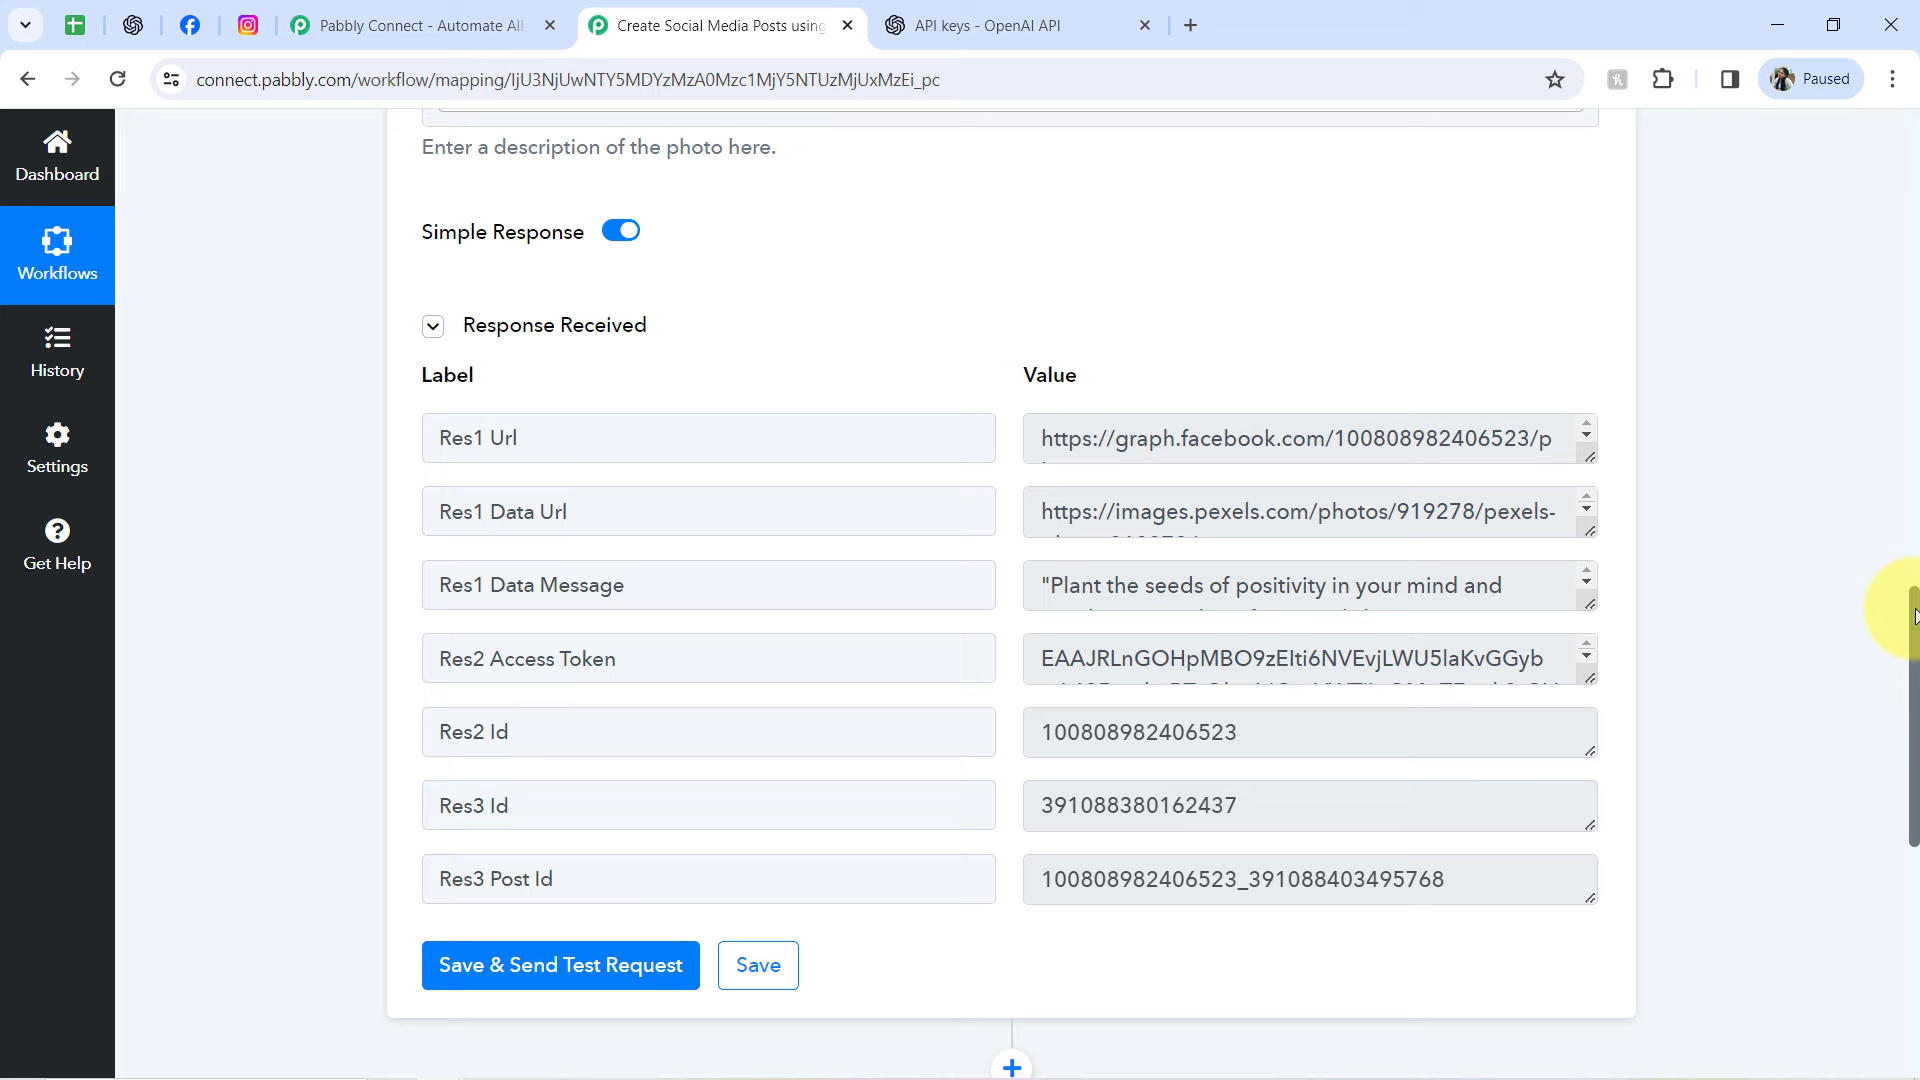 Pabbly Connect - Automate All
Create Social Media Posts using
API keys - OpenAI API
connect.pabbly.com/workflow/mapping/IjU3NjUwNTY5MDYzMzA0Mzc1MjY5NTUzMjUxMzEi_pc
Paused
Dashboard
Workflows
History
Settings
Get Help
Enter a description of the photo here.
Simple Response
Response Received
Label
Value
Res1 Url
https://graph.facebook.com/100808982406523/p
Res1 Data Url
https://images.pexels.com/photos/919278/pexels-
Res1 Data Message
"Plant the seeds of positivity in your mind and
Res2 Access Token
EAAJRLnGOHpMBO9zEIti6NVEvjLWU5laKvGGyb
Res2 Id
100808982406523
Res3 Id
391088380162437
Res3 Post Id
100808982406523_391088403495768
Save & Send Test Request
Save